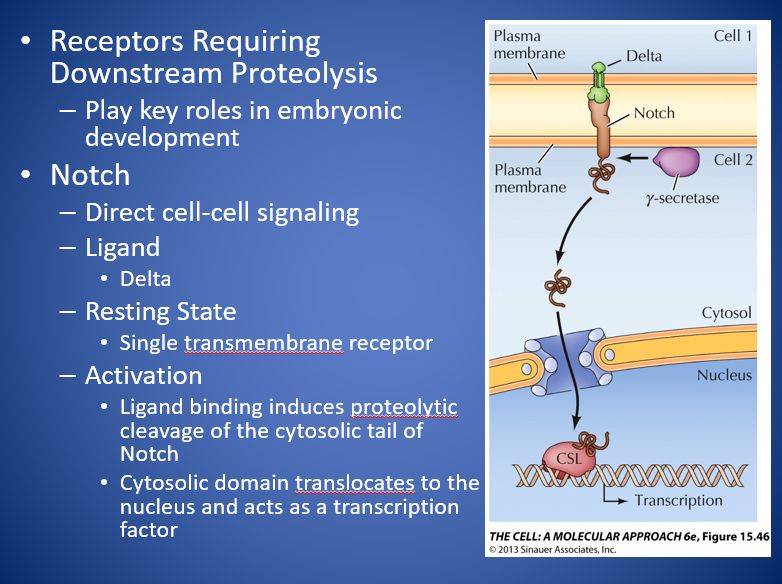 • Receptors Requiring
Downstream Proteolysis
– Play key roles in embryonic
development
• Notch
– Direct cell-cell signaling
– Ligand
• Delta
– Resting State
• Single transmembrane receptor
– Activation
• Ligand binding induces proteolytic
cleavage of the cytosolic tail of
Notch
• Cytosolic domain translocates to the
nucleus and acts as a transcription
factor
Plasma
membrane
Cell 1
Delta
Notch
Cell 2
Plasma
membrane
γ-secretase
Cytosol
Nucleus
CSL
Transcription
THE CELL: A MOLECULAR APPROACH 6e, Figure 15.46
© 2013 Sinauer Associates, Inc.